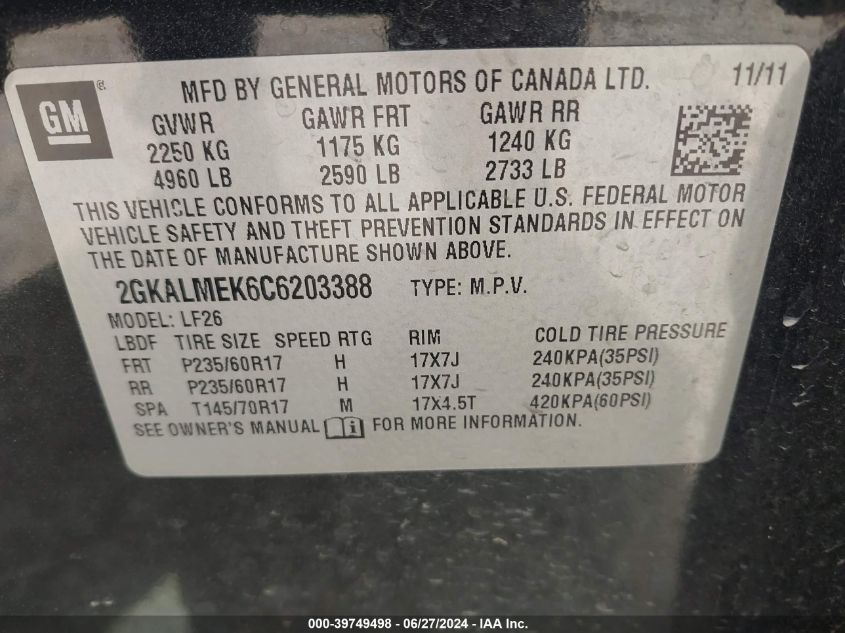 GM ® MFD BY GENERAL MOTORS OF CANADA LTD. 11/11
GVWR GAWR FRT GAWR RR
2250 KG 1175 KG 1240 KG
4960 LB 2590 LB 2733 LB
THIS VEHICLE CONFORMS TO ALL APPLICABLE U.S. FEDERAL MOTOR
VEHICLE SAFETY AND THEFT PREVENTION STANDARDS IN EFFECT ON
THE DATE OF MANUFACTURE SHOWN ABOVE.
2GKALMEK6C6203388 TYPE: M.P.V.
MODEL: LF26
LBDF TIRE SIZE SPEED RTG RIM COLD TIRE PRESSURE
FRT P235/60R17 H 17X7J 240KPA(35PSI)
RR P235/60R17 H 17X7J 240KPA(35PSI)
SPA T145/70R17 M 17X4.5T 420KPA(60PSI)
SEE OWNER'S MANUAL i FOR MORE INFORMATION.
000-39749498 - 06/27/2024 - IAA Inc.